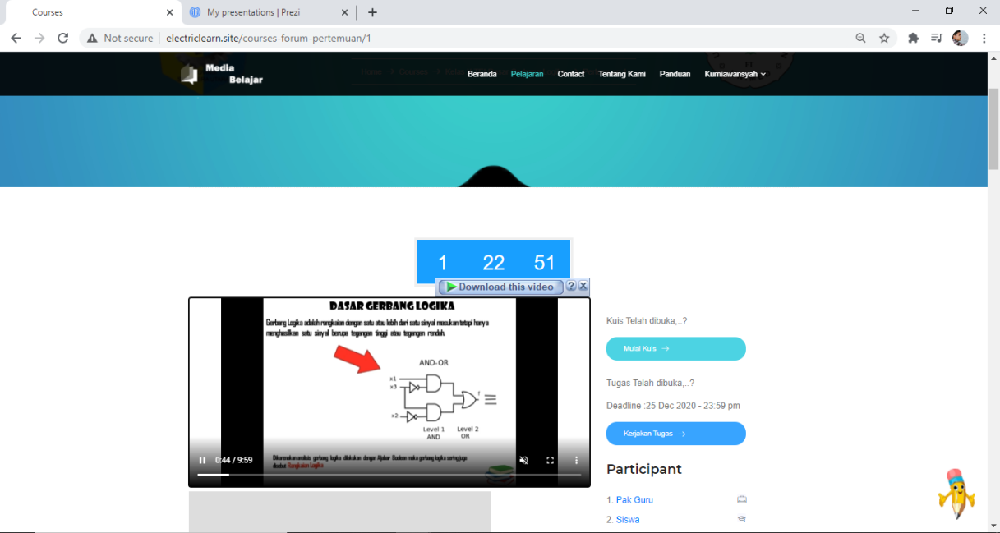 Courses
My presentations | Prezi
Not secure
electriclearn.site/courses-forum-pertemuan/1
Media
Belajar
Beranda
Pelajaran
Contact
Tentang Kami
Panduan
Kurniawansyah
1 22 51
Download this video
DASAR GERBANG LOGIKA
Gerbang Logika adalah rangkaian dengan satu atau lebih dari satu sinyal masukan tetapi hanya
menghasilkan satu sinyal berupa tegangan tinggi atau tegangan rendah.
AND-OR
x1
x3
f
x2
Level 1
AND
Level 2
OR
Dikarenakan analisis gerbang logika dilakukan dengan Aljabar Boolean maka gerbang logika sering juga
disebut Rangkaian Logika
0:44 / 9:59
Kuis Telah dibuka,..?
Mulai Kuis →
Tugas Telah dibuka,..?
Deadline :25 Dec 2020 - 23:59 pm
Kerjakan Tugas →
Participant
1. Pak Guru
2. Siswa